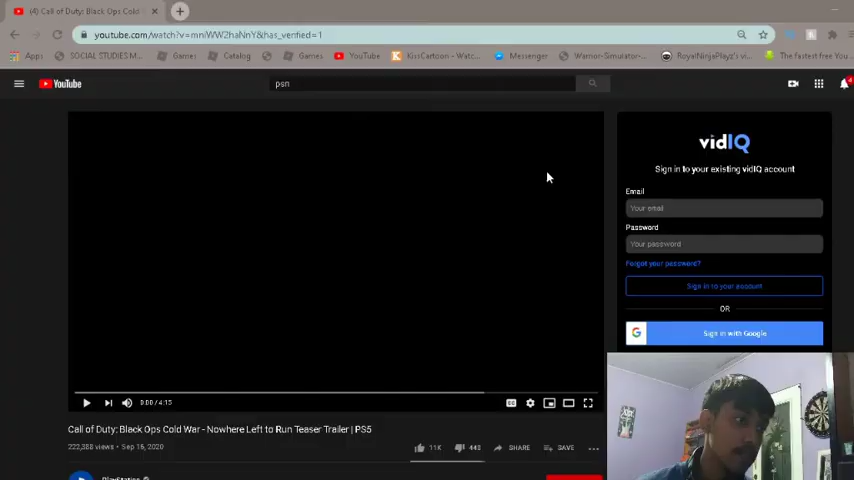 (4) Call of Duty: Black Ops Cold
youtube.com/watch?v=mniWW2haNnY&has_verified=1
Apps
SOCIAL STUDIES M...
Games
Catalog
Games
YouTube
KissCartoon - Watc...
Messenger
Warrior-Simulator-...
RoyalNinjaPlayz's vi...
The fastest free You...
YouTube
psn
4
vidIQ
Sign in to your existing vidIQ account
Email
Your email
Password
Your password
Forgot your password?
Sign in to your account
OR
G
Sign in with Google
0:00 / 4:15
CC
Call of Duty: Black Ops Cold War - Nowhere Left to Run Teaser Trailer | PS5
222,388 views • Sep 16, 2020
11K
443
SHARE
SAVE
PlayStation